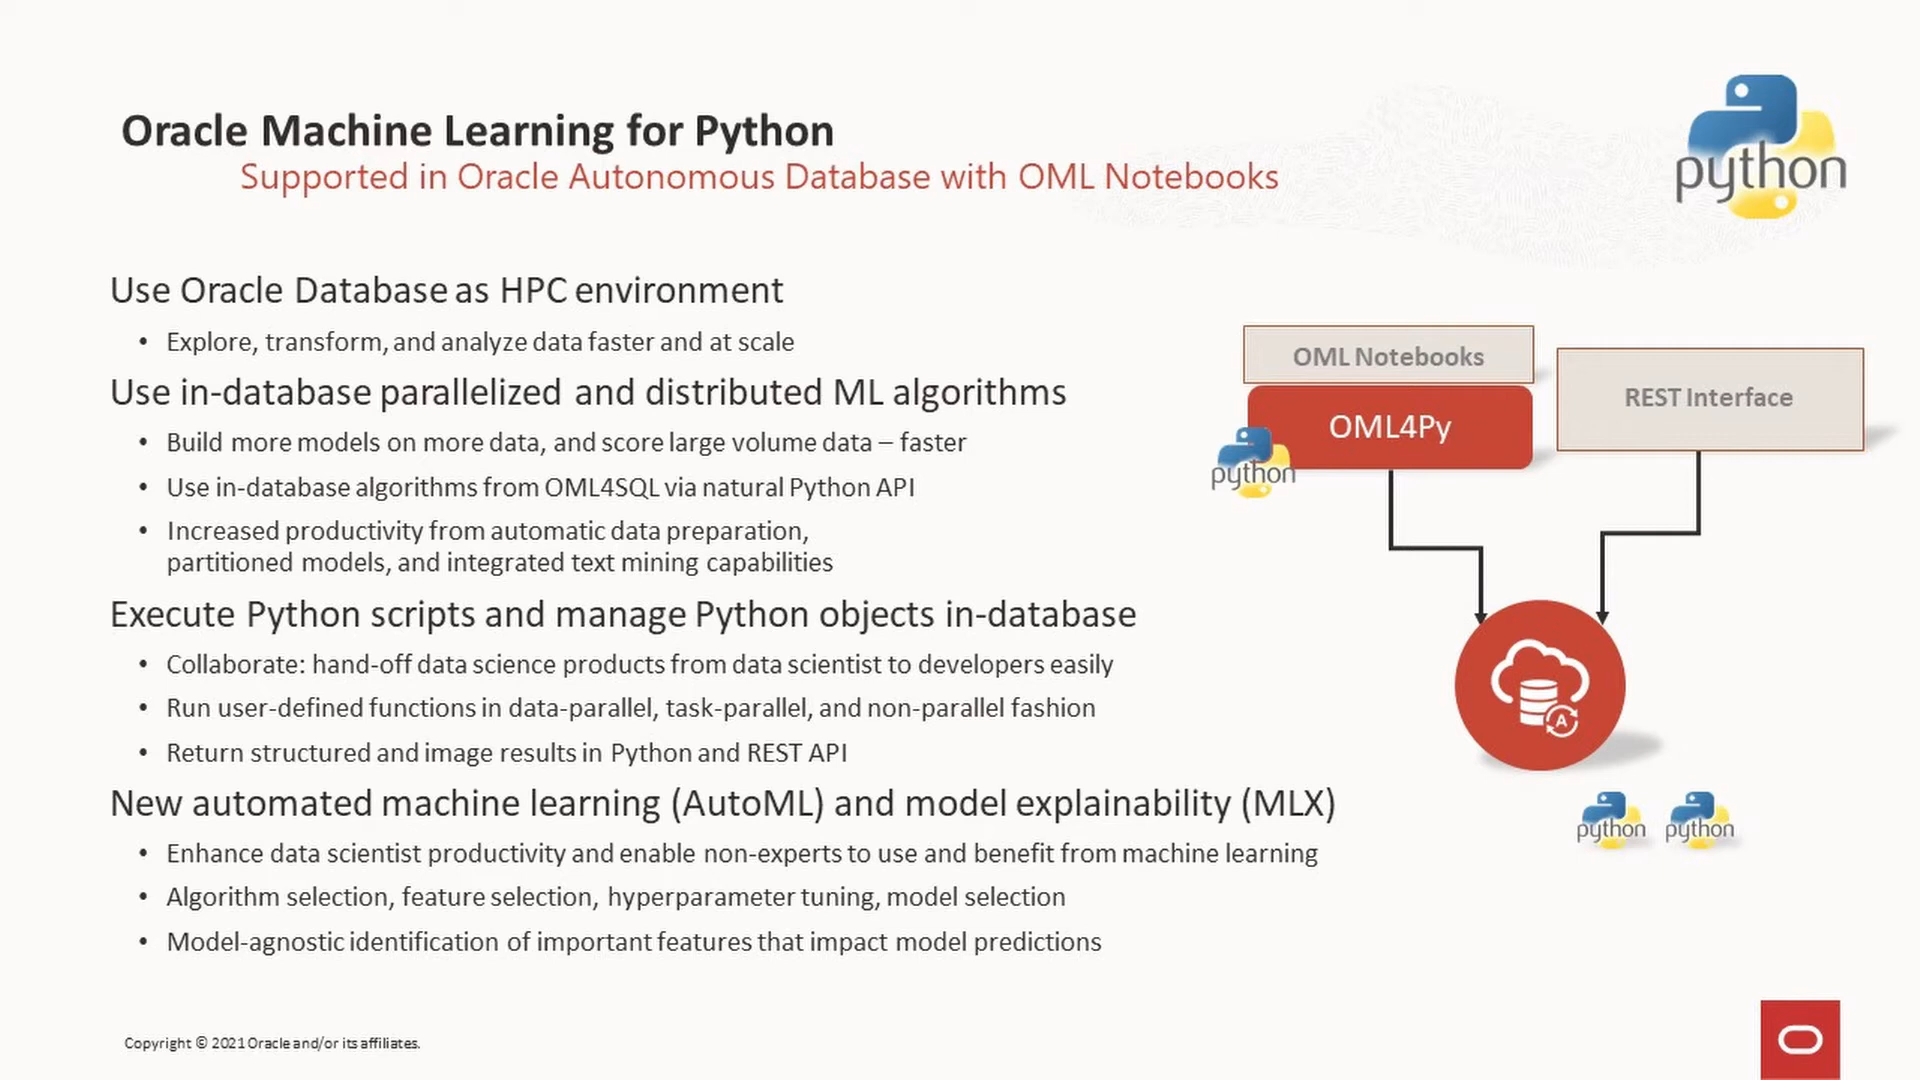 Oracle Machine Learning for Python
Supported in Oracle Autonomous Database with OML Notebooks
python
Use Oracle Database as HPC environment
• Explore, transform, and analyze data faster and at scale
Use in-database parallelized and distributed ML algorithms
• Build more models on more data, and score large volume data – faster
• Use in-database algorithms from OML4SQL via natural Python API
• Increased productivity from automatic data preparation,
partitioned models, and integrated text mining capabilities
Execute Python scripts and manage Python objects in-database
• Collaborate: hand-off data science products from data scientist to developers easily
• Run user-defined functions in data-parallel, task-parallel, and non-parallel fashion
• Return structured and image results in Python and REST API
New automated machine learning (AutoML) and model explainability (MLX)
• Enhance data scientist productivity and enable non-experts to use and benefit from machine learning
• Algorithm selection, feature selection, hyperparameter tuning, model selection
• Model-agnostic identification of important features that impact model predictions
OML Notebooks
OML4Py
python
REST Interface
A
python python
Copyright © 2021 Oracle and/or its affiliates.